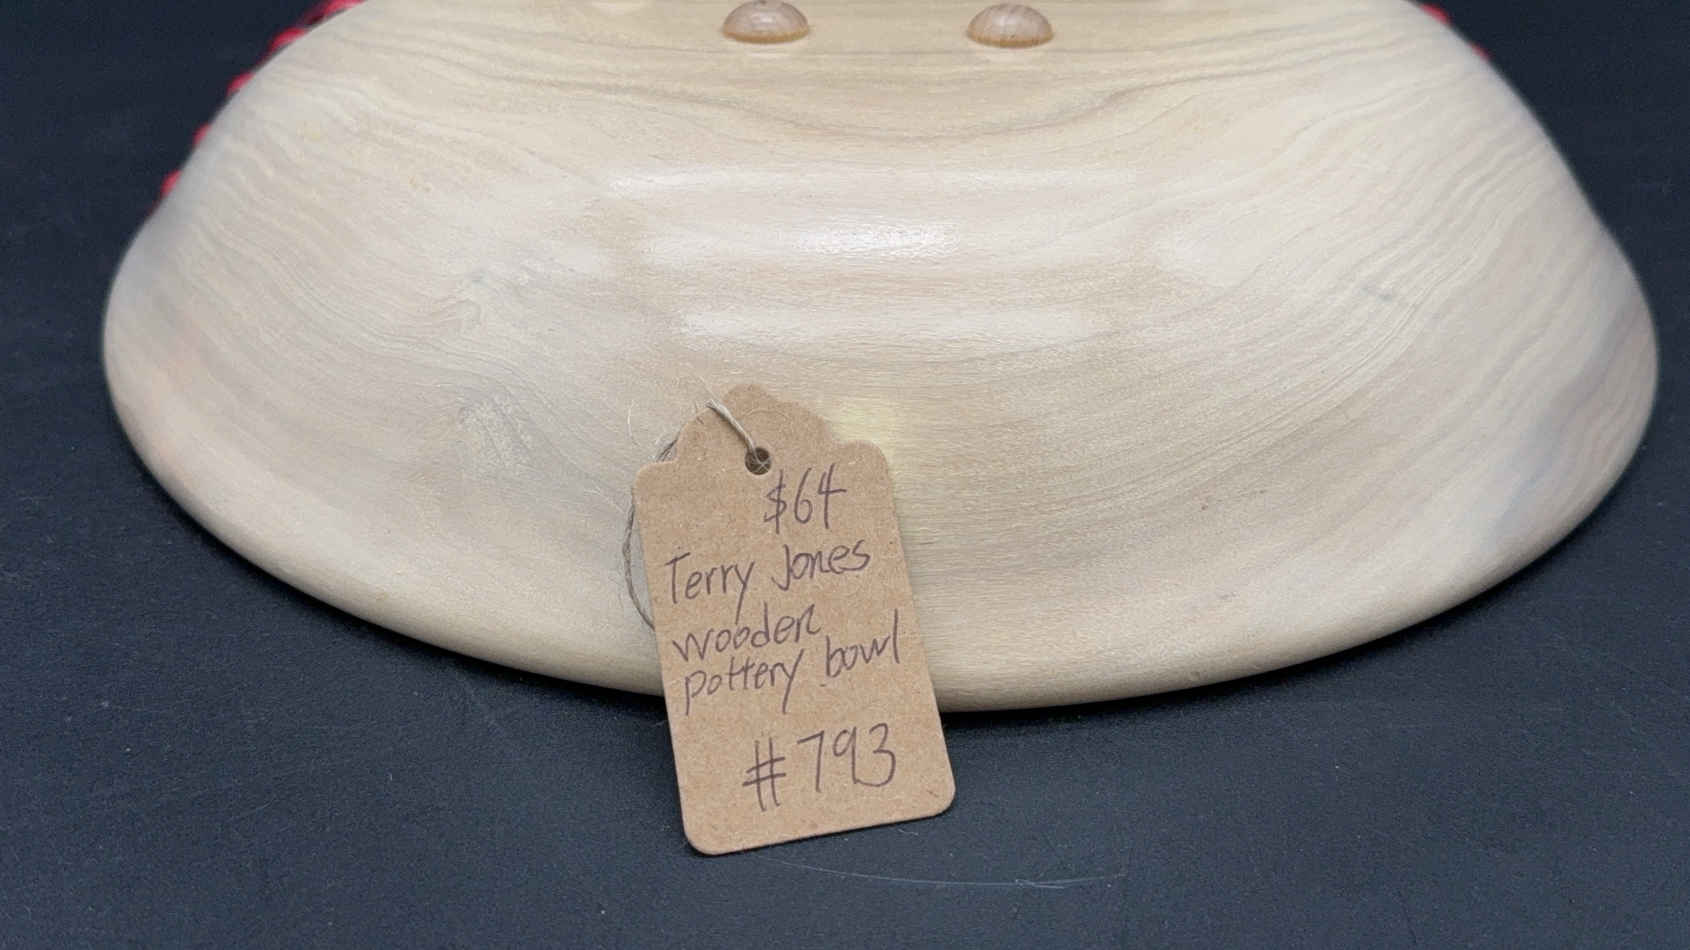 $64
Terry Jones
wooden
pottery bowl
#793